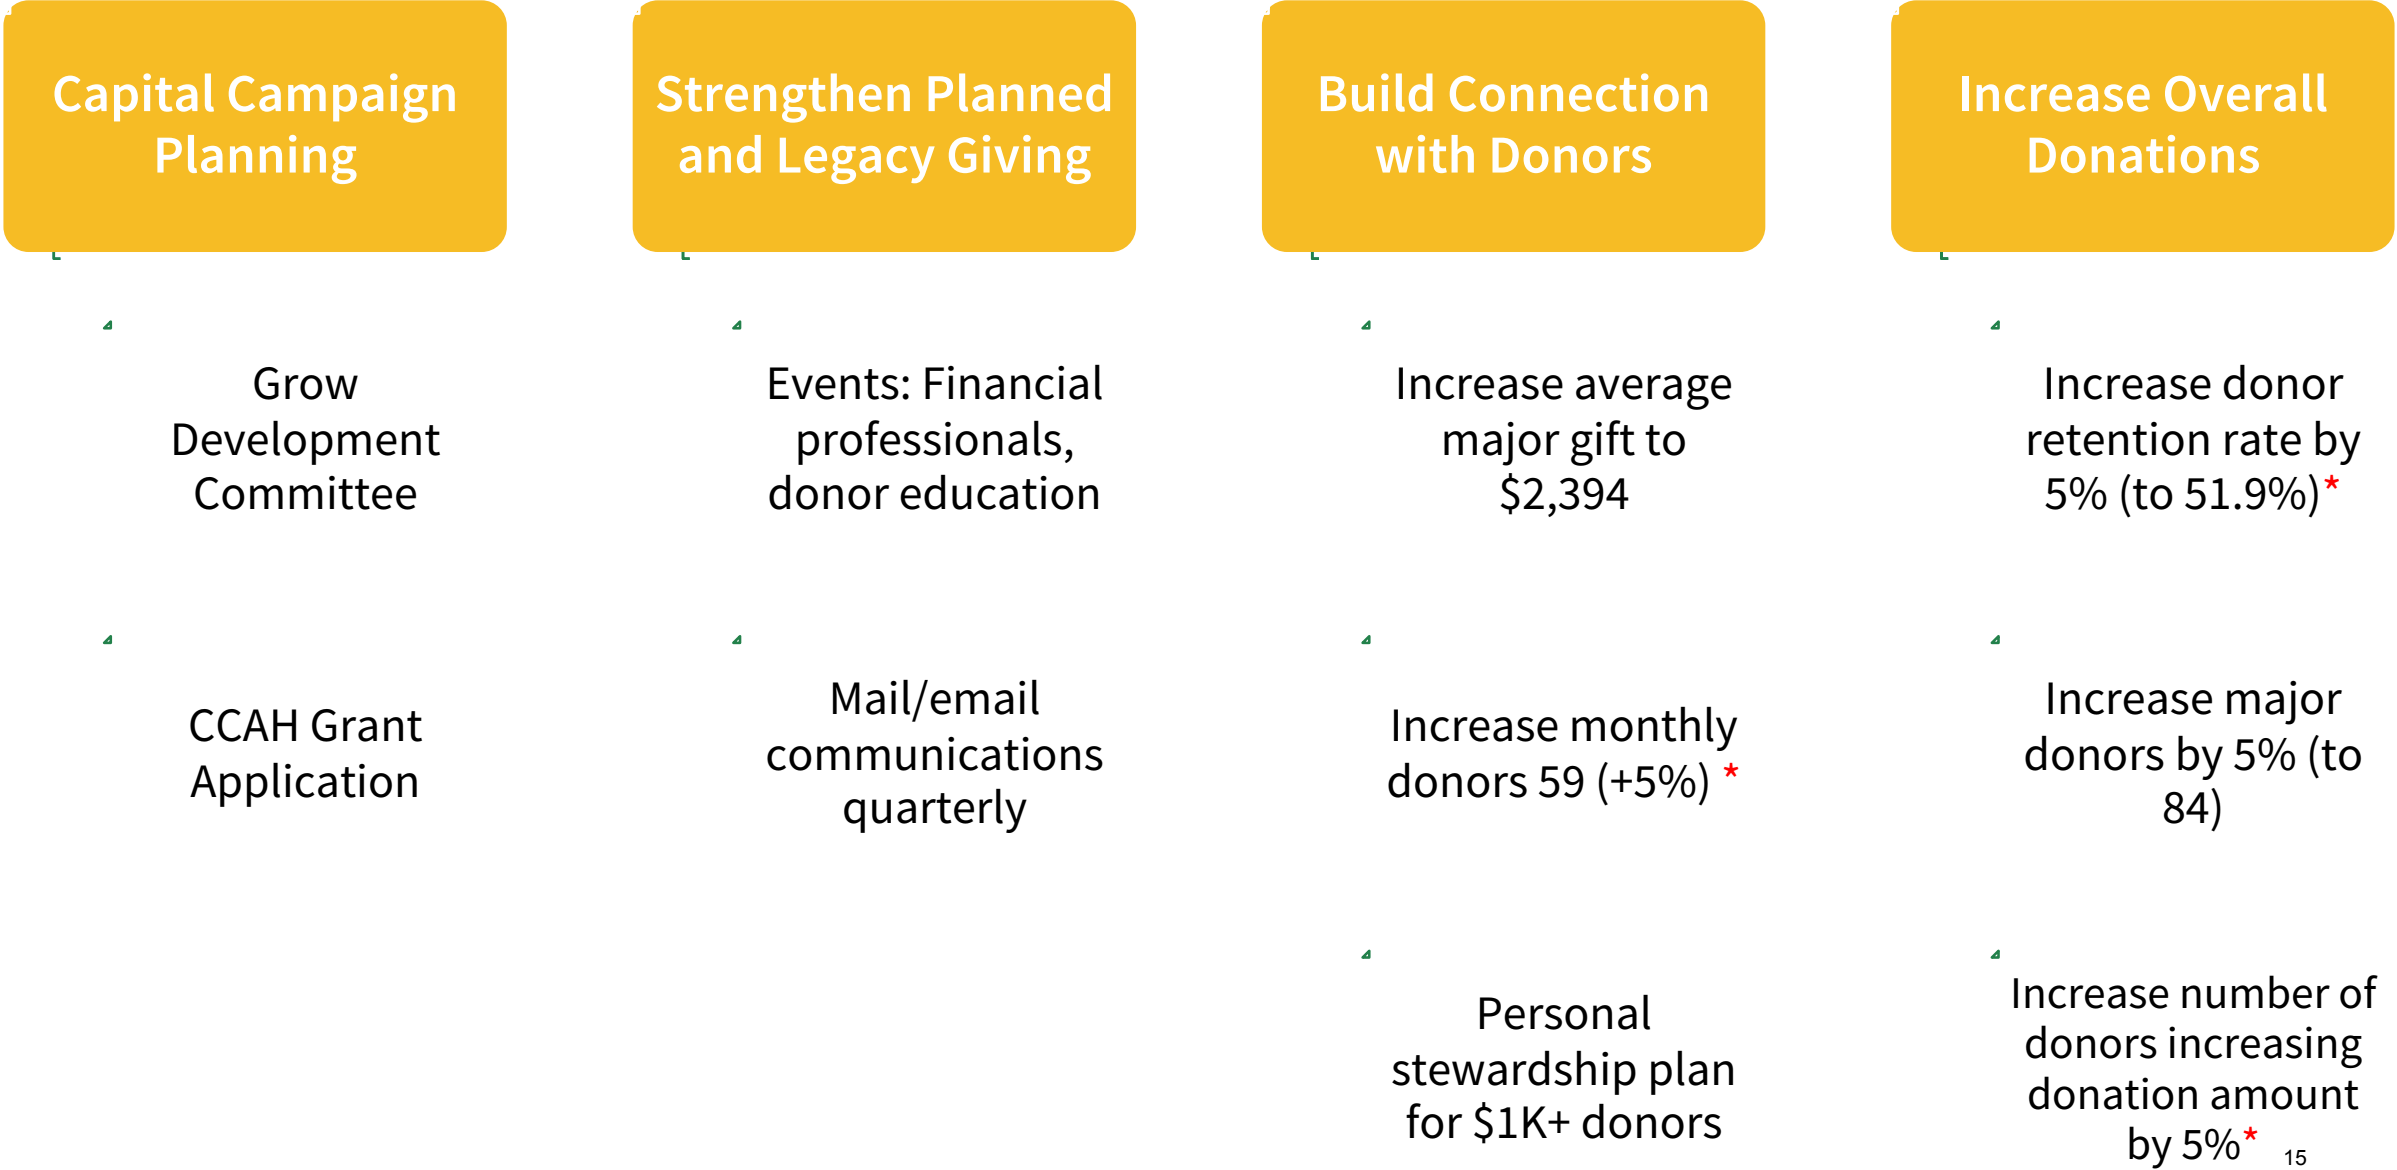 Capital Campaign
Planning
Grow
Development
Committee
CCAH Grant
Application
Strengthen Planned
and Legacy Giving
Events: Financial
professionals,
donor education
Mail/email
communications
quarterly
Build Connection
with Donors
Increase average
major gift to
$2,394
Increase monthly
donors 59 (+5%) *
Personal
stewardship plan
for $1K+ donors
Increase Overall
Donations
Increase donor
retention rate by
5% (to 51.9%)*
Increase major
donors by 5% (to
84)
Increase number of
donors increasing
donation amount
by 5%*
15